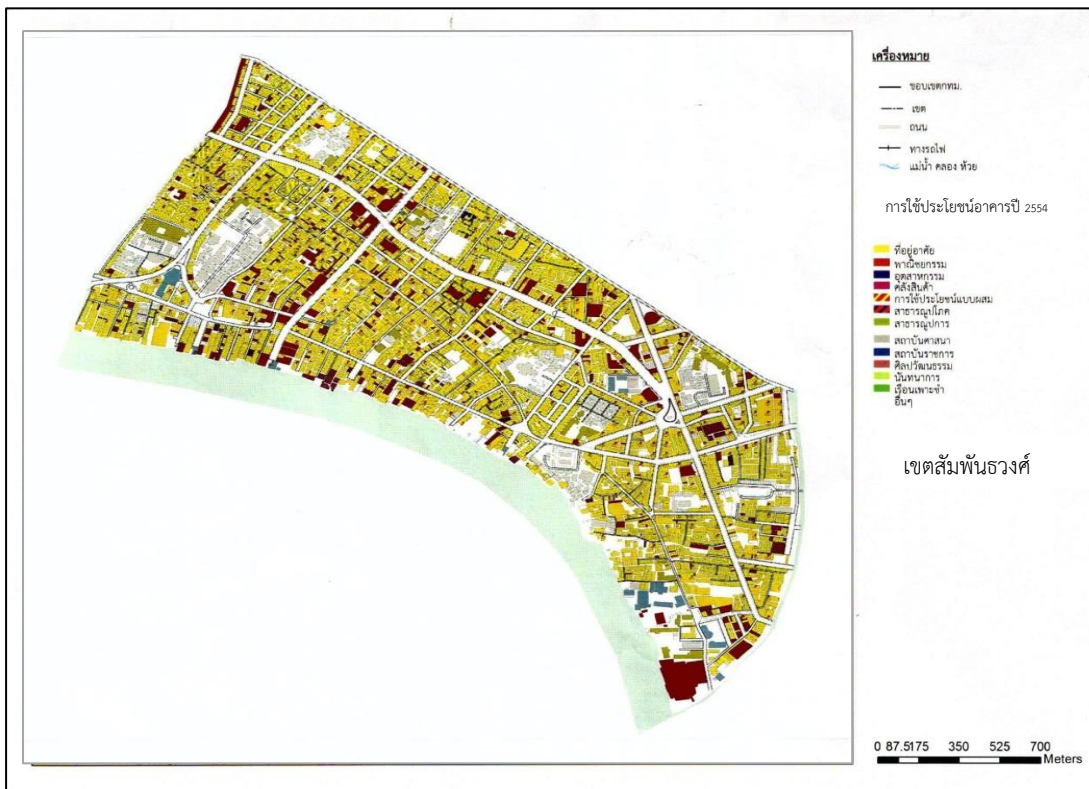 เครื่องหมาย
ขอบเขตกทม.
เขต
ถนน
ทางรถไฟ
แม่น้ำ คลอง ห้วย
การใช้ประโยชน์อาคารปี 2554
ที่อยู่อาศัย
พาณิชยกรรม
อุตสาหกรรม
คลังสินค้า
การใช้ประโยชน์แบบผสม
สาธารณูปโภค
สาธารณูปการ
สถาบันศาสนา
สถาบันราชการ
ศิลปวัฒนธรรม
นันทนาการ
เรือนเพาะชำ
อื่นๆ
เขตสัมพันธวงศ์
0 87.5175 350 525 700
Meters